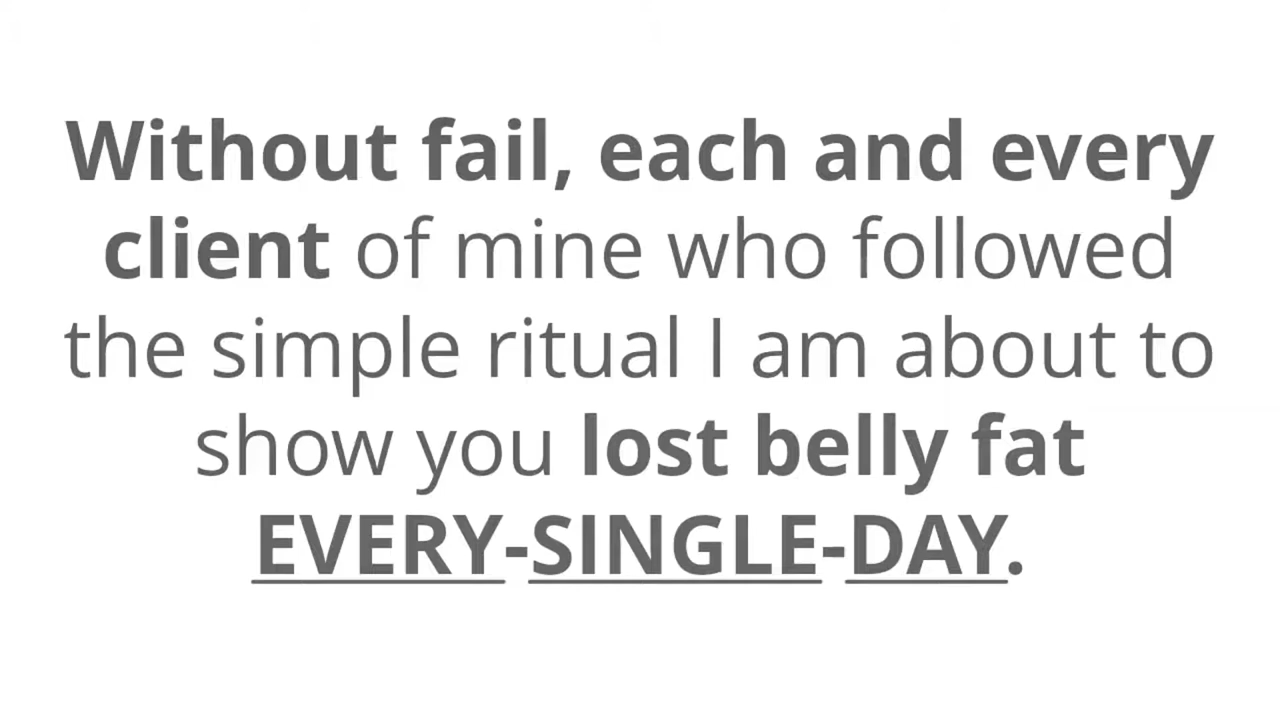 Without fail, each and every
client of mine who followed
the simple ritual I am about to
show you lost belly fat
EVERY-SINGLE-DAY.